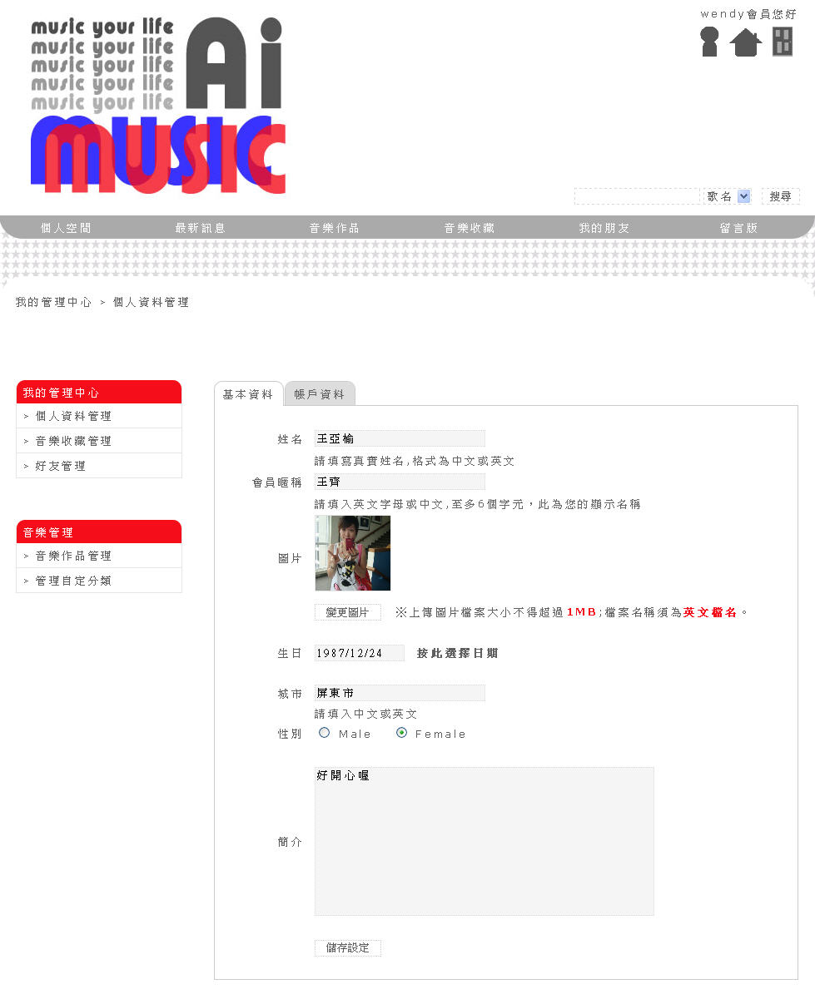 wendy會員您好
music your life
music your life
music your life
music your life
music your life
Ai
MUSIC
歌名 搜尋
個人空間 最新訊息 音樂作品 音樂收藏 我的朋友 留言版
我的管理中心 > 個人資料管理
我的管理中心
> 個人資料管理
> 音樂收藏管理
> 好友管理
音樂管理
> 音樂作品管理
> 管理自定分類
基本資料 帳戶資料
姓名 王亞榆
請填寫真實姓名,格式為中文或英文
會員暱稱 王齊
請填入英文字母或中文,至多6個字元，此為您的顯示名稱
圖片
變更圖片 ※上傳圖片檔案大小不得超過1MB;檔案名稱須為英文檔名。
生日 1987/12/24 按此選擇日期
城市 屏東市
請填入中文或英文
性別 Male Female
簡介 好開心喔
儲存設定